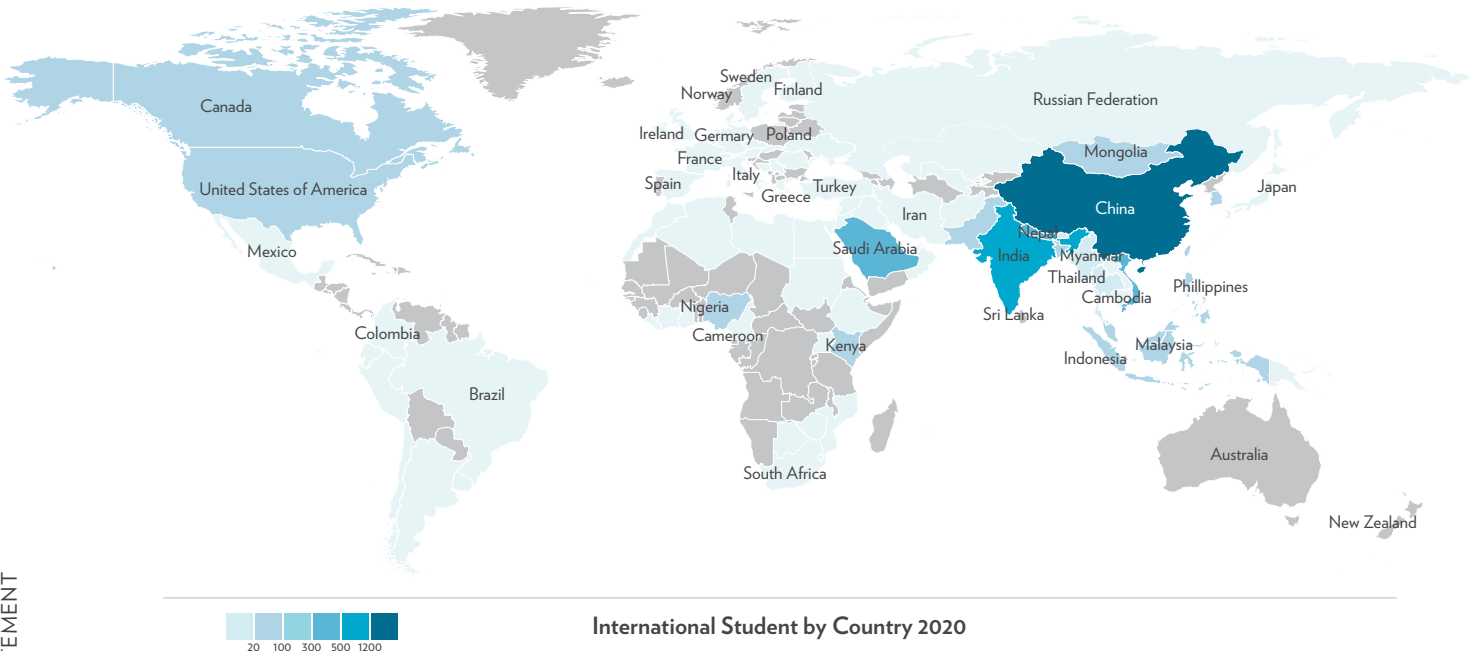 Sweden
Norway
Finland
Canada
Russian Federation
Ireland
Germany
Poland
Mongolia
France
Italy
Spain
Turkey
Japan
United States of America
Greece
China
Iran
Nepal
Mexico
Saudi Arabia
India
Myanmar
Thailand
Phillippines
Cambodia
Nigeria
Sri Lanka
Colombia
Cameroon
Kenya
Malaysia
Indonesia
Brazil
Australia
South Africa
New Zealand
TEMENT
International Student by Country 2020
20 100 300 500 1200